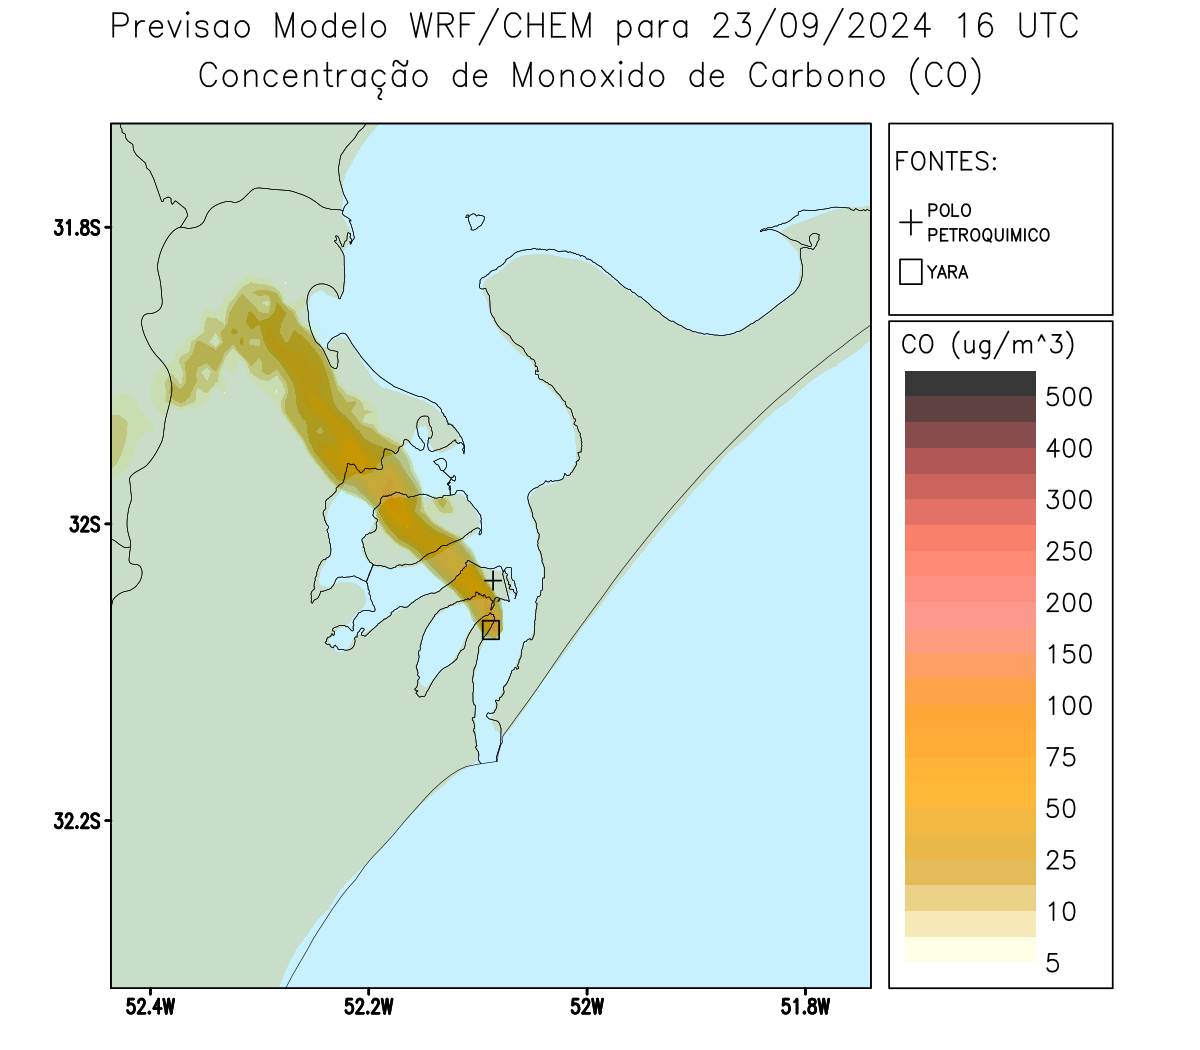 Previsao Modelo WRF/CHEM para 23/09/2024 16 UTC
Concentração de Monoxido de Carbono (CO)
FONTES:
POLO
PETROQUIMICO
YARA
CO (ug/m^3)
500
400
300
250
200
150
100
75
50
25
10
5
31.8S
32S
32.2S
52.4W
52.2W
52W
51.8W